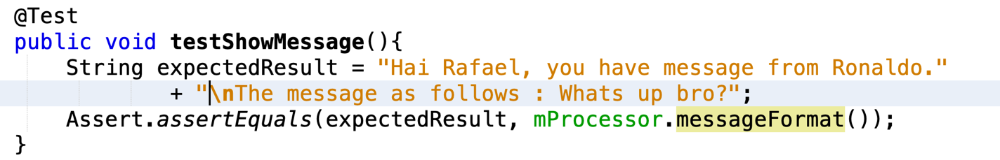 @Test
public void testShowMessage(){
String expectedResult = "Hai Rafael, you have message from Ronaldo."
+ "\nThe message as follows : Whats up bro?";
Assert.assertEquals(expectedResult, mProcessor.messageFormat());
}